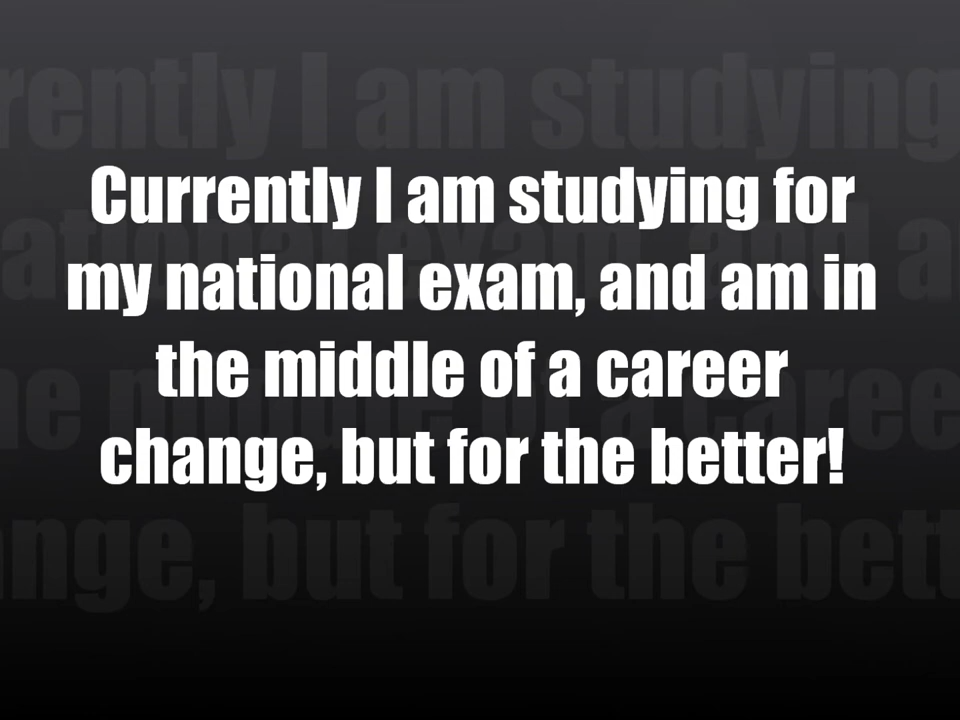 Currently I am studying for
my national exam, and am in
the middle of a career
change, but for the better!